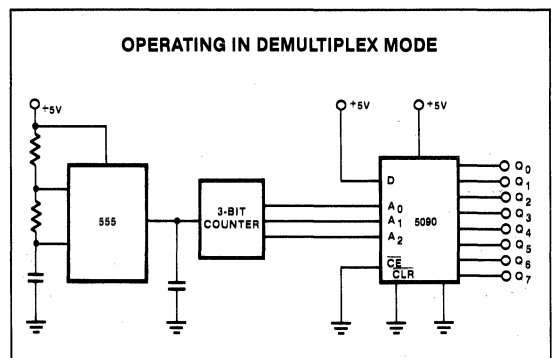 OPERATING IN DEMULTIPLEX MODE
+5V
+5V
+5V
555
3-BIT
COUNTER
D
A0
A1
A2
CE
CLR
5090
Q0
Q1
Q2
Q3
Q4
Q5
Q6
Q7